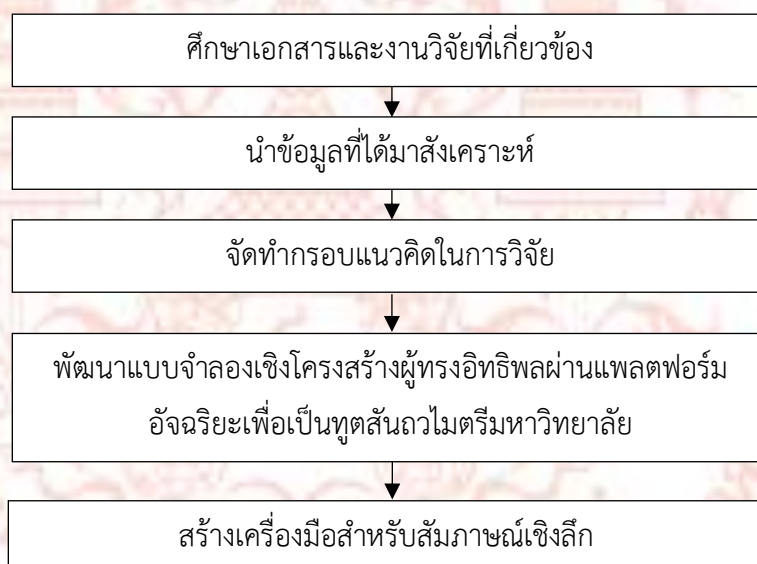 ศึกษาเอกสารและงานวิจัยที่เกี่ยวข้อง
นำข้อมูลที่ได้มาสังเคราะห์
จัดทำกรอบแนวคิดในการวิจัย
พัฒนาแบบจำลองเชิงโครงสร้างผู้ทรงอิทธิพลผ่านแพลตฟอร์ม
อัจฉริยะเพื่อเป็นทูตสันถวไมตรีมหาวิทยาลัย
สร้างเครื่องมือสำหรับสัมภาษณ์เชิงลึก